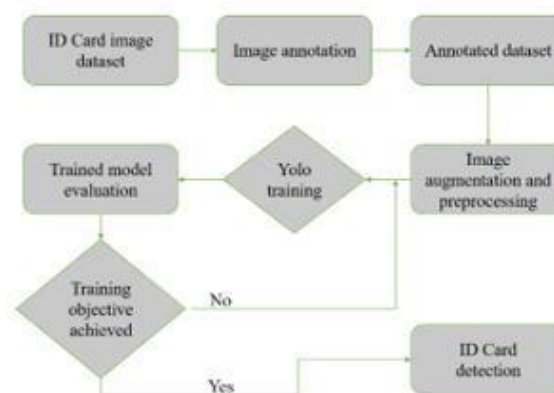 ID Card image
dataset
Image annotation
Annotated dataset
Image
augmentation and
preprocessing
Yolo
training
Trained model
evaluation
Training
objective
achieved
No
Yes
ID Card
detection